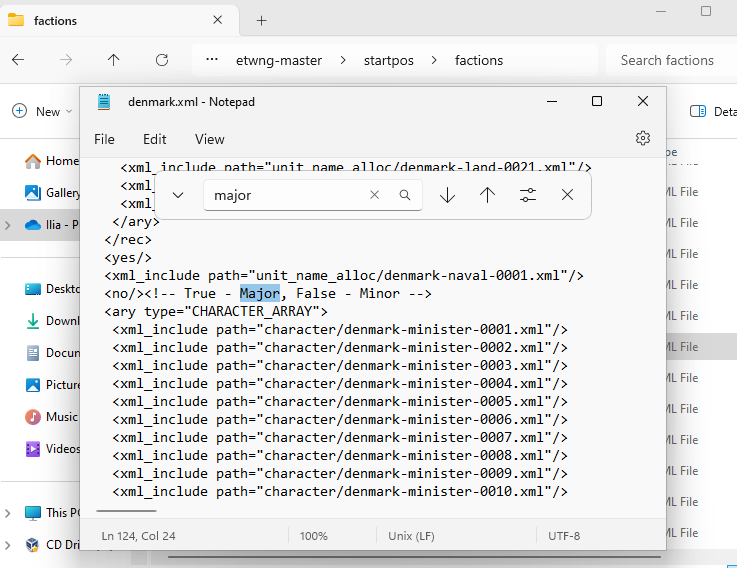 factions
etwng-master
startpos
factions
Search factions
New
Deta
denmark.xml - Notepad
File Edit View
major
<xml_include path="unit_name_alloc/denmark-land-0021.xml"/>
<xml_
<xml_
</ary>
</rec>
<yes/>
<xml_include path="unit_name_alloc/denmark-naval-0001.xml"/>
<no/><!-- True - Major, False - Minor -->
<ary type="CHARACTER_ARRAY">
<xml_include path="character/denmark-minister-0001.xml"/>
<xml_include path="character/denmark-minister-0002.xml"/>
<xml_include path="character/denmark-minister-0003.xml"/>
<xml_include path="character/denmark-minister-0004.xml"/>
<xml_include path="character/denmark-minister-0005.xml"/>
<xml_include path="character/denmark-minister-0006.xml"/>
<xml_include path="character/denmark-minister-0007.xml"/>
<xml_include path="character/denmark-minister-0008.xml"/>
<xml_include path="character/denmark-minister-0009.xml"/>
<xml_include path="character/denmark-minister-0010.xml"/>
Ln 124, Col 24
100%
Unix (LF)
UTF-8
Home
Gallery
Ilia - P
Deskto
Downl
Docum
Picture
Music
Videos
This PC
CD Dri
pe
ML File
ML File
ML File
ML File
ML File
ML File
ML File
ML File
ML File
ML File
ML File
ML File